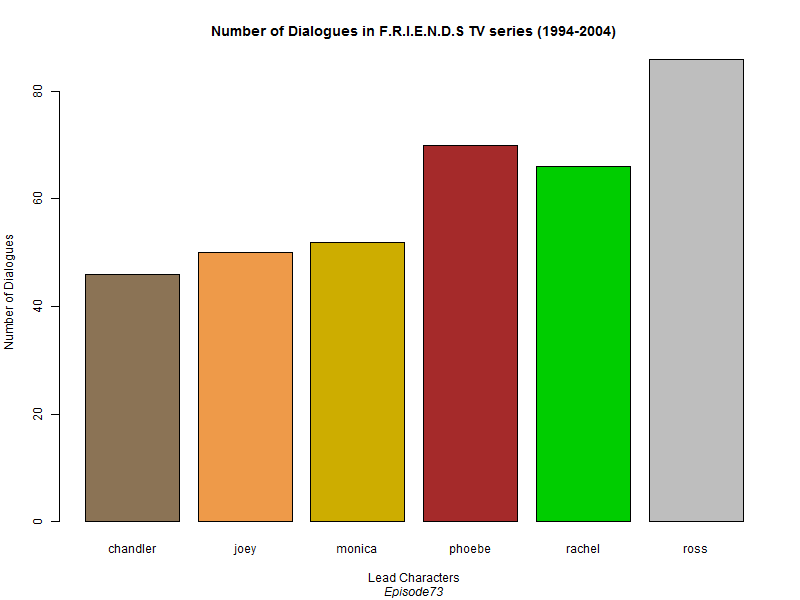 Number of Dialogues in F.R.I.E.N.D.S TV series (1994-2004)
Number of Dialogues
80
60
40
20
0
chandler joey monica phoebe rachel ross
Lead Characters
Episode73